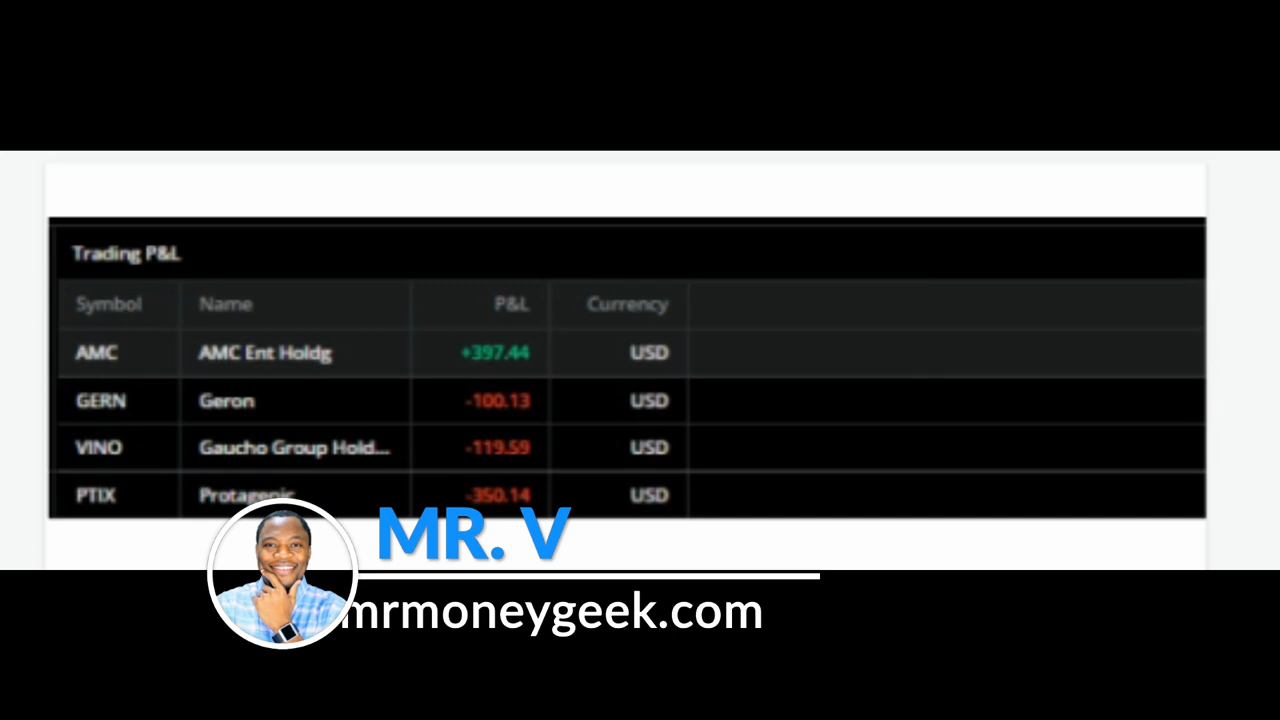 Trading P&L
Symbol Name P&L Currency
AMC AMC Ent Holdg +397.44 USD
GERN Geron -100.13 USD
VINO Gaucho Group Hold... -119.59 USD
PTIX Protagenic -350.14 USD
MR. V
mrmoneygeek.com